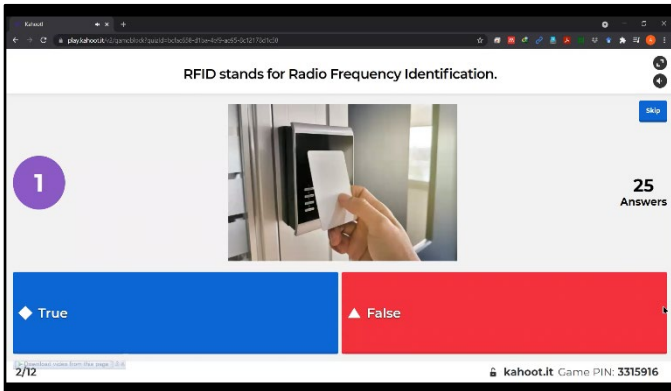 Kahoot!
RFID stands for Radio Frequency Identification.
Skip
1
25
Answers
True
False
2/12
kahoot.it Game PIN: 3315916